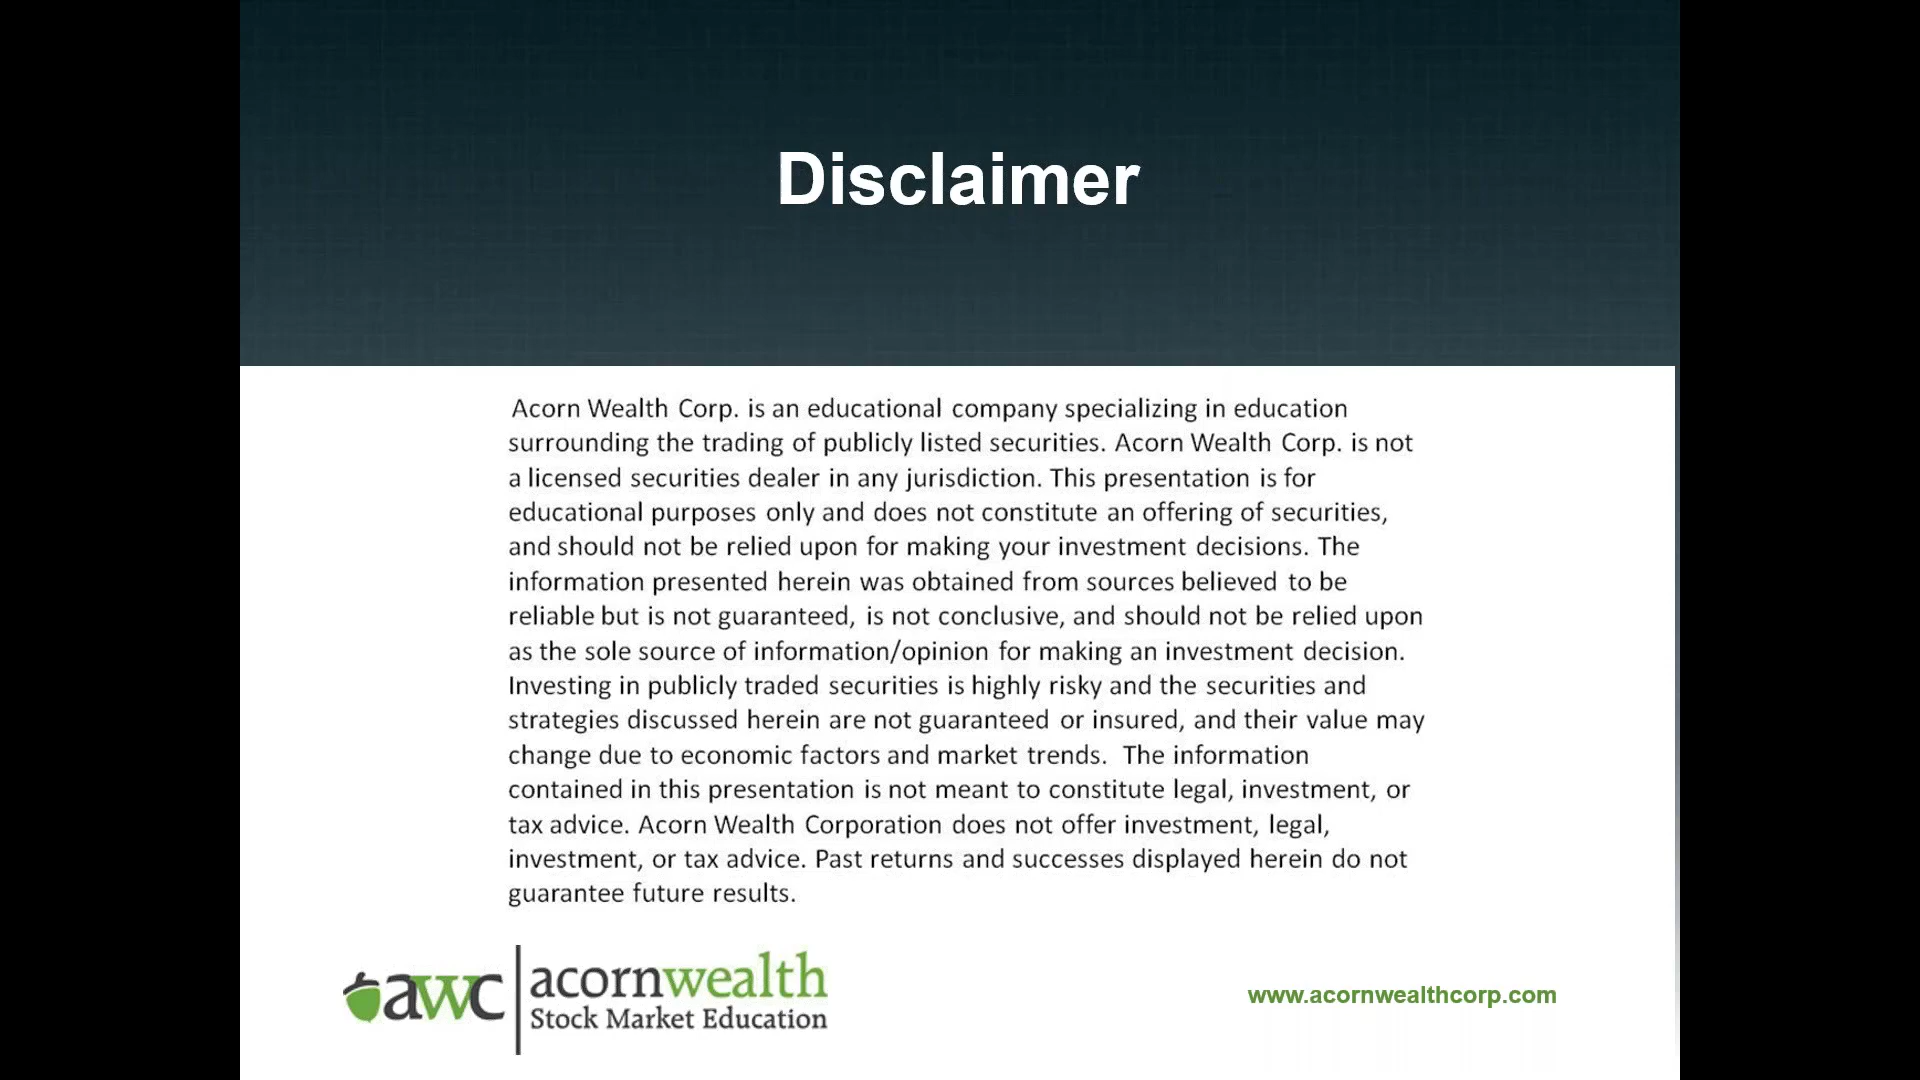 Disclaimer
Acorn Wealth Corp. is an educational company specializing in education
surrounding the trading of publicly listed securities. Acorn Wealth Corp. is not
a licensed securities dealer in any jurisdiction. This presentation is for
educational purposes only and does not constitute an offering of securities,
and should not be relied upon for making your investment decisions. The
information presented herein was obtained from sources believed to be
reliable but is not guaranteed, is not conclusive, and should not be relied upon
as the sole source of information/opinion for making an investment decision.
Investing in publicly traded securities is highly risky and the securities and
strategies discussed herein are not guaranteed or insured, and their value may
change due to economic factors and market trends.  The information
contained in this presentation is not meant to constitute legal, investment, or
tax advice. Acorn Wealth Corporation does not offer investment, legal,
investment, or tax advice. Past returns and successes displayed herein do not
guarantee future results.
awc
acornwealth
Stock Market Education
www.acornwealthcorp.com